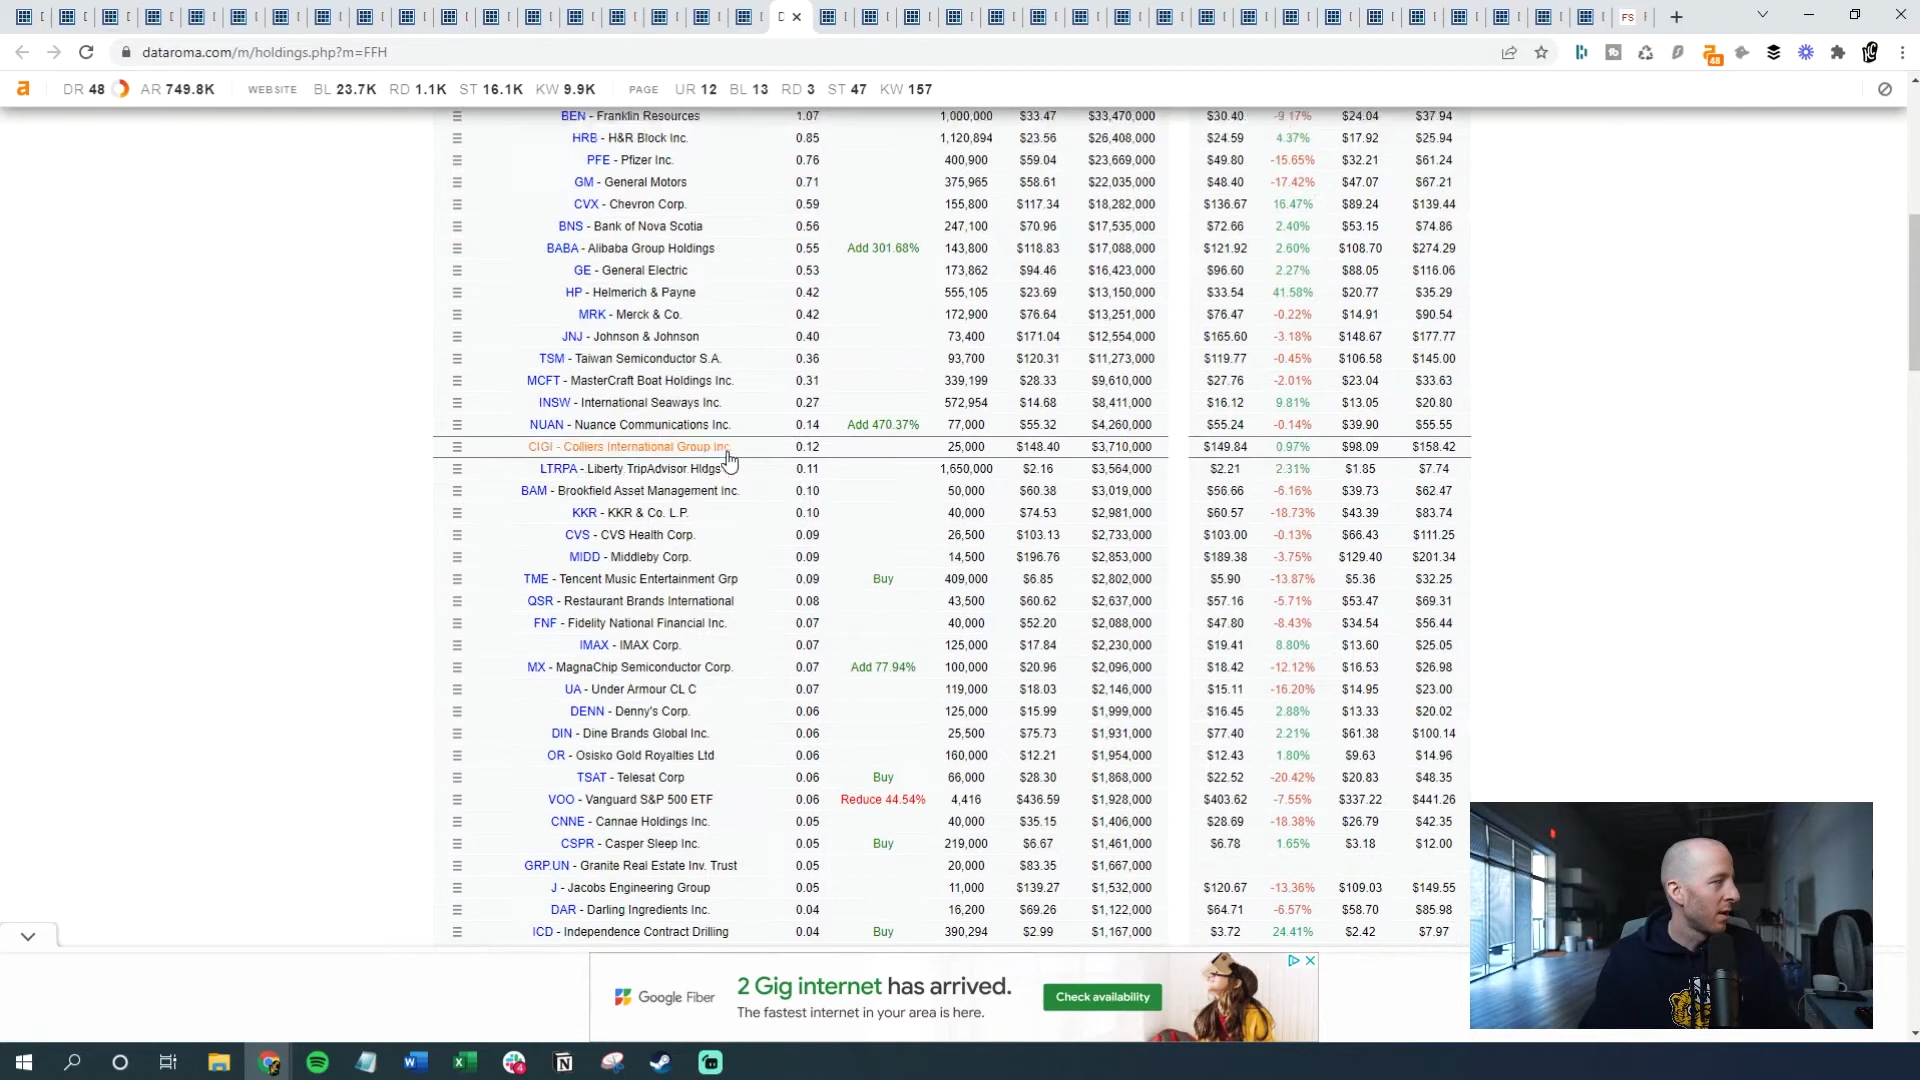 dataroma.com/m/holdings.php?m=FFH
48
a DR 48 AR 749.8K WEBSITE BL 23.7K RD 1.1K ST 16.1K KW 9.9K PAGE UR 12 BL 13 RD 3 ST 47 KW 157
BEN - Franklin Resources 1.07 1,000,000 $33.47 $33,470,000 $30.40 -9.17% $24.04 $37.94
HRB - H&R Block Inc. 0.85 1,120,894 $23.56 $26,408,000 $24.59 4.37% $17.92 $25.94
PFE - Pfizer Inc. 0.76 400,900 $59.04 $23,669,000 $49.80 -15.65% $32.21 $61.24
GM - General Motors 0.71 375,965 $58.61 $22,035,000 $48.40 -17.42% $47.07 $67.21
CVX - Chevron Corp. 0.59 155,800 $117.34 $18,282,000 $136.67 16.47% $89.24 $139.44
BNS - Bank of Nova Scotia 0.56 247,100 $70.96 $17,535,000 $72.66 2.40% $53.15 $74.86
BABA - Alibaba Group Holdings 0.55 Add 301.68% 143,800 $118.83 $17,088,000 $121.92 2.60% $108.70 $274.29
GE - General Electric 0.53 173,862 $94.46 $16,423,000 $96.60 2.27% $88.05 $116.06
HP - Helmerich & Payne 0.42 555,105 $23.69 $13,150,000 $33.54 41.58% $20.77 $35.29
MRK - Merck & Co. 0.42 172,900 $76.64 $13,251,000 $76.47 -0.22% $14.91 $90.54
JNJ - Johnson & Johnson 0.40 73,400 $171.04 $12,554,000 $165.60 -3.18% $148.67 $177.77
TSM - Taiwan Semiconductor S.A. 0.36 93,700 $120.31 $11,273,000 $119.77 -0.45% $106.58 $145.00
MCFT - MasterCraft Boat Holdings Inc. 0.31 339,199 $28.33 $9,610,000 $27.76 -2.01% $23.04 $33.63
INSW - International Seaways Inc. 0.27 572,954 $14.68 $8,411,000 $16.12 9.81% $13.05 $20.80
NUAN - Nuance Communications Inc. 0.14 Add 470.37% 77,000 $55.32 $4,260,000 $55.24 -0.14% $39.90 $55.55
CIGI - Colliers International Group Inc. 0.12 25,000 $148.40 $3,710,000 $149.84 0.97% $98.09 $158.42
LTRPA - Liberty TripAdvisor Hldgs 0.11 1,650,000 $2.16 $3,564,000 $2.21 2.31% $1.85 $7.74
BAM - Brookfield Asset Management Inc. 0.10 50,000 $60.38 $3,019,000 $56.66 -6.16% $39.73 $62.47
KKR - KKR & Co. L.P. 0.10 40,000 $74.53 $2,981,000 $60.57 -18.73% $43.39 $83.74
CVS - CVS Health Corp. 0.09 26,500 $103.13 $2,733,000 $103.00 -0.13% $66.43 $111.25
MIDD - Middleby Corp. 0.09 14,500 $196.76 $2,853,000 $189.38 -3.75% $129.40 $201.34
TME - Tencent Music Entertainment Grp 0.09 Buy 409,000 $6.85 $2,802,000 $5.90 -13.87% $5.36 $32.25
QSR - Restaurant Brands International 0.08 43,500 $60.62 $2,637,000 $57.16 -5.71% $53.47 $69.31
FNF - Fidelity National Financial Inc. 0.07 40,000 $52.20 $2,088,000 $47.80 -8.43% $34.54 $56.44
IMAX - IMAX Corp. 0.07 125,000 $17.84 $2,230,000 $19.41 8.80% $13.60 $25.05
MX - MagnaChip Semiconductor Corp. 0.07 Add 77.94% 100,000 $20.96 $2,096,000 $18.42 -12.12% $16.53 $26.98
UA - Under Armour CL C 0.07 119,000 $18.03 $2,146,000 $15.11 -16.20% $14.95 $23.00
DENN - Denny's Corp. 0.06 125,000 $15.99 $1,999,000 $16.45 2.88% $13.33 $20.02
DIN - Dine Brands Global Inc. 0.06 25,500 $75.73 $1,931,000 $77.40 2.21% $61.38 $100.14
OR - Osisko Gold Royalties Ltd 0.06 160,000 $12.21 $1,954,000 $12.43 1.80% $9.63 $14.96
TSAT - Telesat Corp 0.06 Buy 66,000 $28.30 $1,868,000 $22.52 -20.42% $20.83 $48.35
VOO - Vanguard S&P 500 ETF 0.06 Reduce 44.54% 4,416 $436.59 $1,928,000 $403.62 -7.55% $337.22 $441.26
CNNE - Cannae Holdings Inc. 0.05 40,000 $35.15 $1,406,000 $28.69 -18.38% $26.79 $42.35
CSPR - Casper Sleep Inc. 0.05 Buy 219,000 $6.67 $1,461,000 $6.78 1.65% $3.18 $12.00
GRP.UN - Granite Real Estate Inv. Trust 0.05 20,000 $83.35 $1,667,000
J - Jacobs Engineering Group 0.05 11,000 $139.27 $1,532,000 $120.67 -13.36% $109.03 $149.55
DAR - Darling Ingredients Inc. 0.04 16,200 $69.26 $1,122,000 $64.71 -6.57% $58.70 $85.98
ICD - Independence Contract Drilling 0.04 Buy 390,294 $2.99 $1,167,000 $3.72 24.41% $2.42 $7.97
Google Fiber
2 Gig internet has arrived.
The fastest internet in your area is here.
Check availability